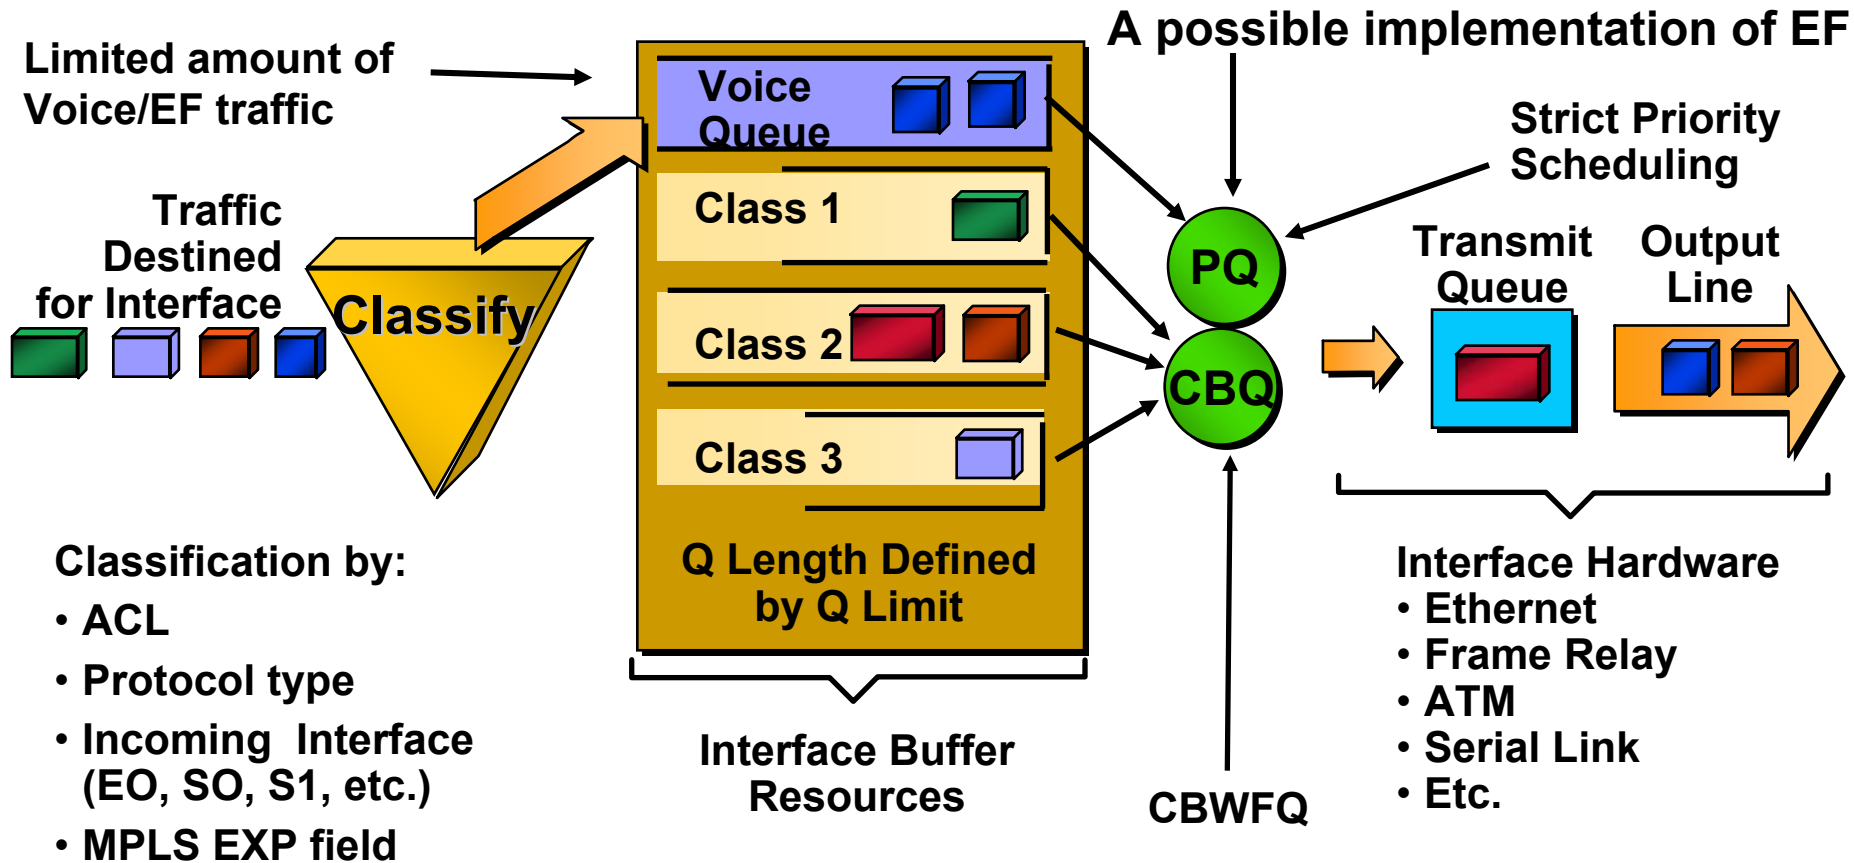 A possible implementation of EF
Limited amount of
Voice/EF traffic
Voice
Queue
Strict Priority
Scheduling
Traffic
Destined
for Interface
Classify
Class 1
Class 2
Class 3
Q Length Defined
by Q Limit
PQ
CBQ
Transmit
Queue
Output
Line
Classification by:
• ACL
• Protocol type
• Incoming Interface
(EO, SO, S1, etc.)
• MPLS EXP field
Interface Buffer
Resources
CBWFQ
Interface Hardware
• Ethernet
• Frame Relay
• ATM
• Serial Link
• Etc.